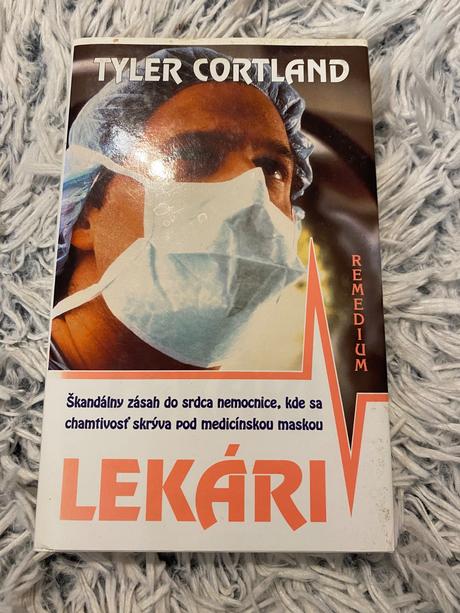 TYLER CORTLAND
REMEDIUM
Škandálny zásah do srdca nemocnice, kde sa
chamtivosť skrýva pod medicínskou maskou
LEKÁRI